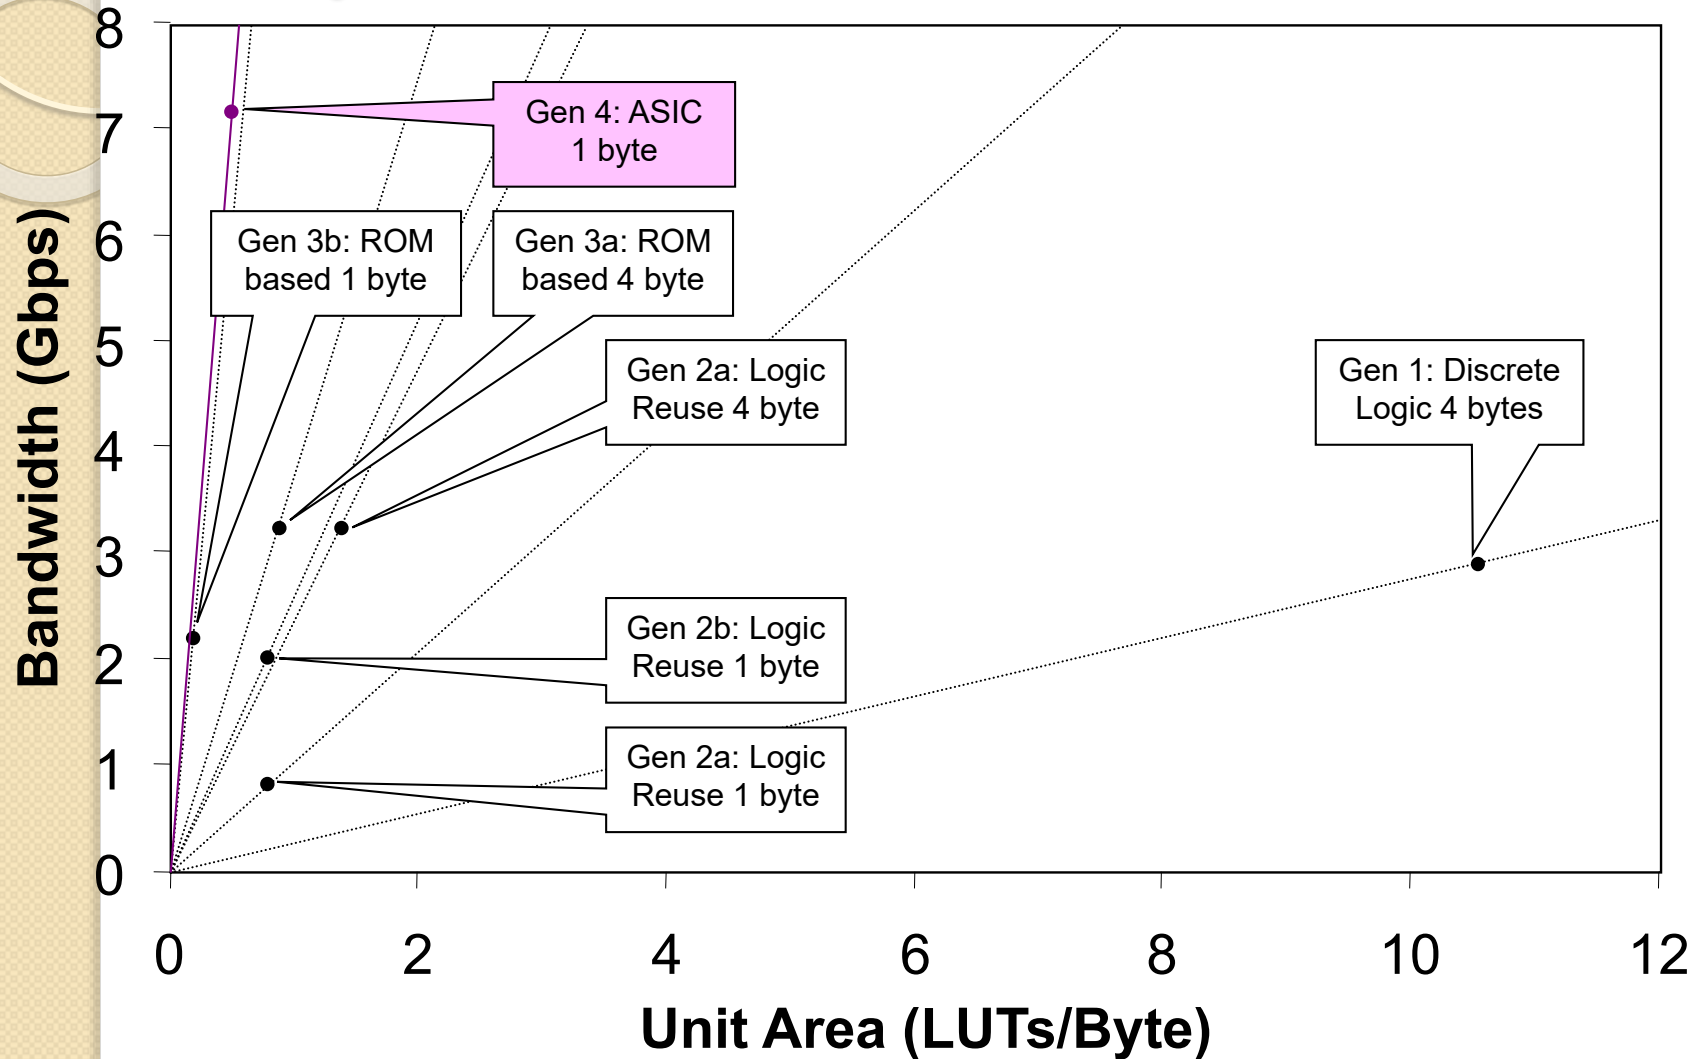 8
7
6
5
4
3
2
1
0
Bandwidth (Gbps)
Gen 4: ASIC
1 byte
Gen 3b: ROM
based 1 byte
Gen 3a: ROM
based 4 byte
Gen 2a: Logic
Reuse 4 byte
Gen 1: Discrete
Logic 4 bytes
Gen 2b: Logic
Reuse 1 byte
Gen 2a: Logic
Reuse 1 byte
0 2 4 6 8 10 12
Unit Area (LUTs/Byte)